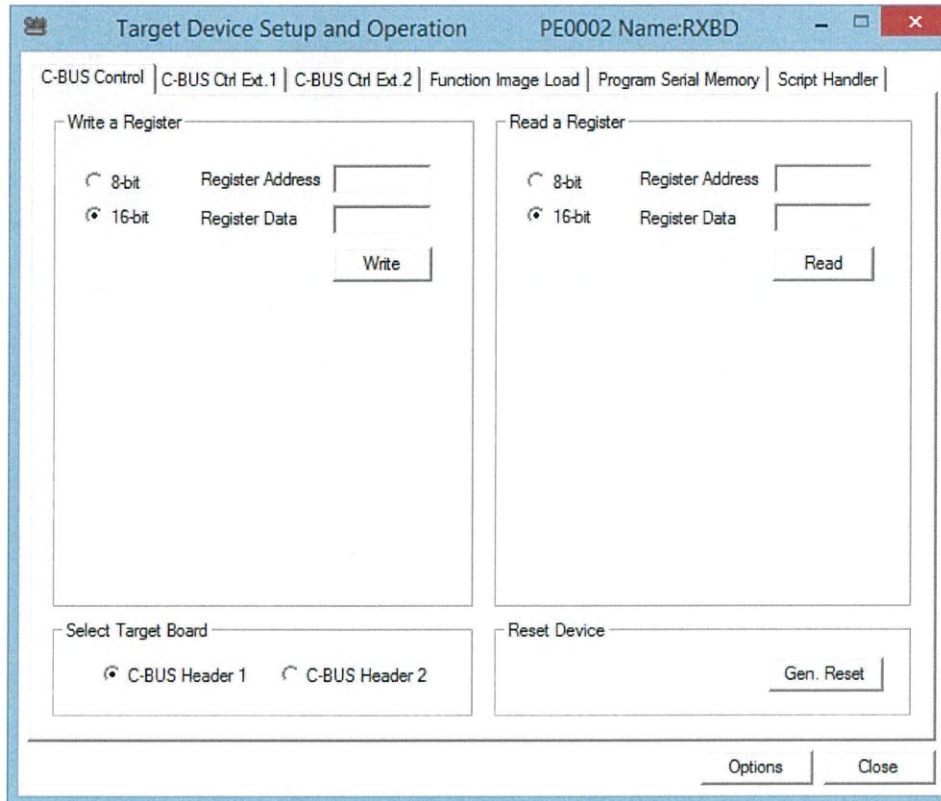 Target Device Setup and Operation PE0002 Name:RXBD
C-BUS Control C-BUS Ctrl Ext.1 C-BUS Ctrl Ext.2 Function Image Load Program Serial Memory Script Handler
Write a Register
8-bit Register Address
16-bit Register Data
Write
Read a Register
8-bit Register Address
16-bit Register Data
Read
Select Target Board
C-BUS Header 1 C-BUS Header 2
Reset Device
Gen. Reset
Options Close